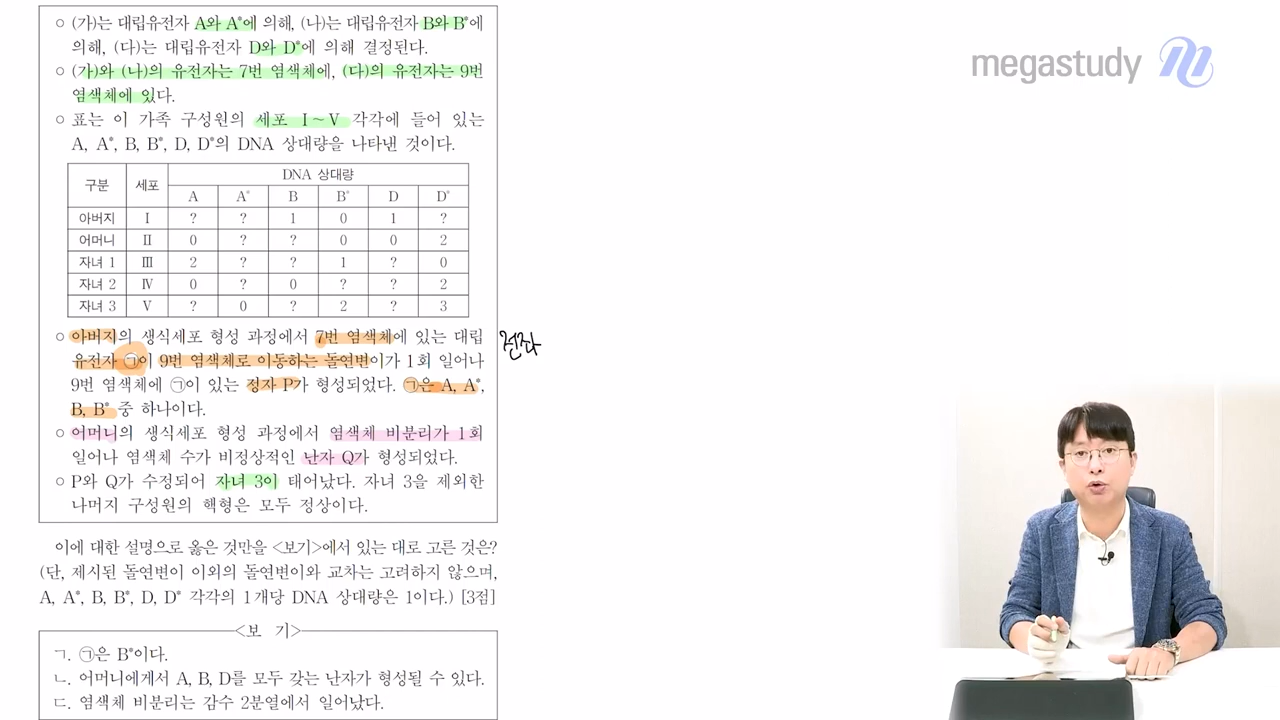 ○ (가)는 대립유전자 A와 A*에 의해, (나)는 대립유전자 B와 B*에
의해, (다)는 대립유전자 D와 D*에 의해 결정된다.
○ (가)와 (나)의 유전자는 7번 염색체에, (다)의 유전자는 9번
염색체에 있다.
○ 표는 이 가족 구성원의 세포 Ⅰ~Ⅴ 각각에 들어 있는
A, A*, B, B*, D, D*의 DNA 상대량을 나타낸 것이다.
구분 세포 DNA 상대량
A A* B B* D D*
아버지 Ⅰ ? ? 1 0 1 ?
어머니 Ⅱ 0 ? ? 0 0 2
자녀 1 Ⅲ 2 ? ? 1 ? 0
자녀 2 Ⅳ 0 ? 0 ? ? 2
자녀 3 Ⅴ ? 0 ? 2 ? 3
○ 아버지의 생식세포 형성 과정에서 7번 염색체에 있는 대립
유전자 ㉠이 9번 염색체로 이동하는 돌연변이가 1회 일어나
9번 염색체에 ㉠이 있는 정자 P가 형성되었다. ㉠은 A, A*,
B, B* 중 하나이다.
전좌
○ 어머니의 생식세포 형성 과정에서 염색체 비분리가 1회
일어나 염색체 수가 비정상적인 난자 Q가 형성되었다.
○ P와 Q가 수정되어 자녀 3이 태어났다. 자녀 3을 제외한
나머지 구성원의 핵형은 모두 정상이다.
이에 대한 설명으로 옳은 것만을 <보기>에서 있는 대로 고른 것은?
(단, 제시된 돌연변이 이외의 돌연변이와 교차는 고려하지 않으며,
A, A*, B, B*, D, D* 각각의 1개당 DNA 상대량은 1이다.) [3점]
<보 기>
ㄱ. ㉠은 B*이다.
ㄴ. 어머니에게서 A, B, D를 모두 갖는 난자가 형성될 수 있다.
ㄷ. 염색체 비분리는 감수 2분열에서 일어났다.
megastudy